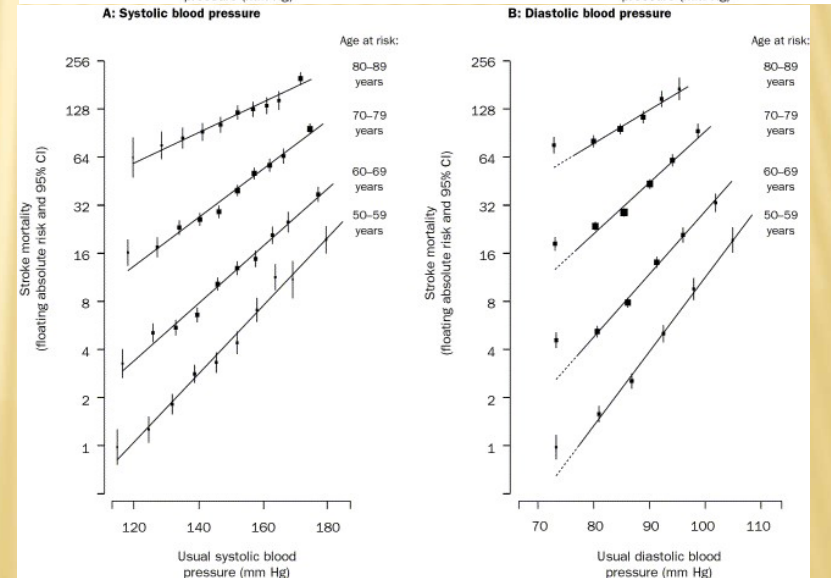 A: Systolic blood pressure
Age at risk:
256
128
64
32
16
8
4
2
1
80–89
years
70–79
years
60–69
years
50–59
years
Stroke mortality
(floating absolute risk and 95% CI)
120
140
160
180
Usual systolic blood
pressure (mm Hg)
B: Diastolic blood pressure
Age at risk:
256
128
64
32
16
8
4
2
1
80–89
years
70–79
years
60–69
years
50–59
years
Stroke mortality
(floating absolute risk and 95% CI)
70
80
90
100
110
Usual diastolic blood
pressure (mm Hg)